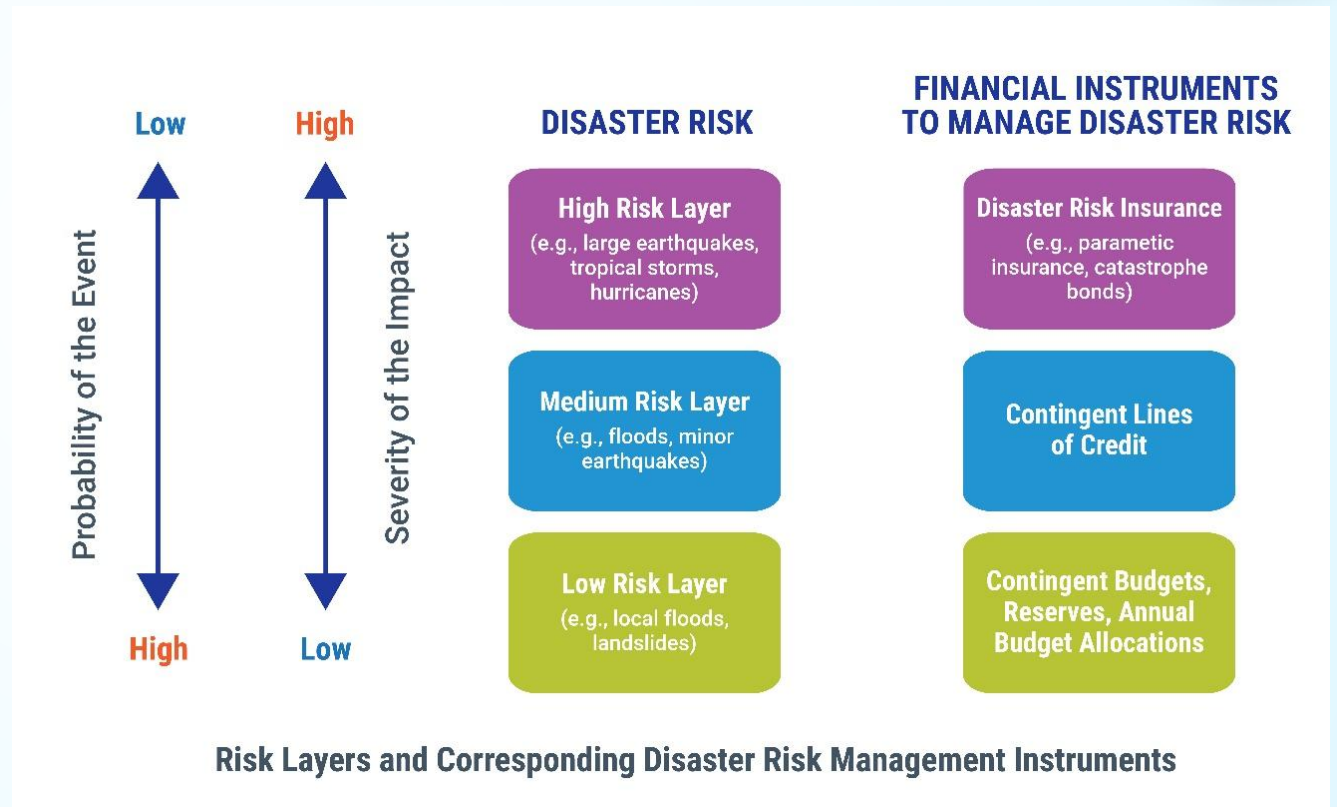 Low
High
DISASTER RISK
FINANCIAL INSTRUMENTS
TO MANAGE DISASTER RISK
Probability of the Event
Severity of the Impact
High Risk Layer
(e.g., large earthquakes,
tropical storms,
hurricanes)
Disaster Risk Insurance
(e.g., parametic
insurance, catastrophe
bonds)
Medium Risk Layer
(e.g., floods, minor
earthquakes)
Contingent Lines
of Credit
Low Risk Layer
(e.g., local floods,
landslides)
Contingent Budgets,
Reserves, Annual
Budget Allocations
High
Low
Risk Layers and Corresponding Disaster Risk Management Instruments